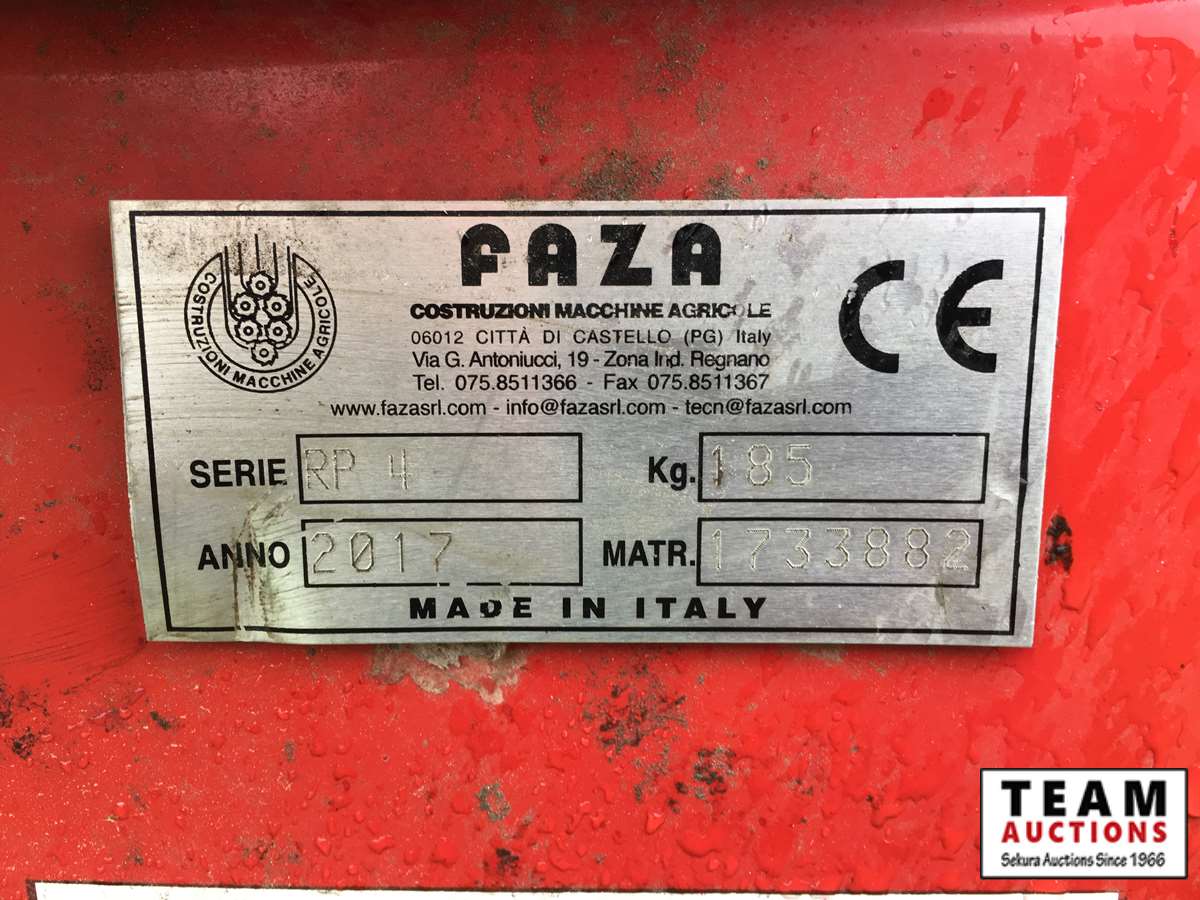 FAZA
COSTRUZIONI MACCHINE AGRICOLE
COSTRUZIONI MACCHINE AGRICOLE
06012 CITTÀ DI CASTELLO (PG) Italy
Via G. Antoniucci, 19 - Zona Ind. Regnano
Tel. 075.8511366 - Fax 075.8511367
www.fazasrl.com - info@fazasrl.com - tecn@fazasrl.com
CE
SERIE RP 4 Kg. 185
ANNO 2017 MATR. 1733882
MADE IN ITALY
TEAM
AUCTIONS
Sekura Auctions Since 1966